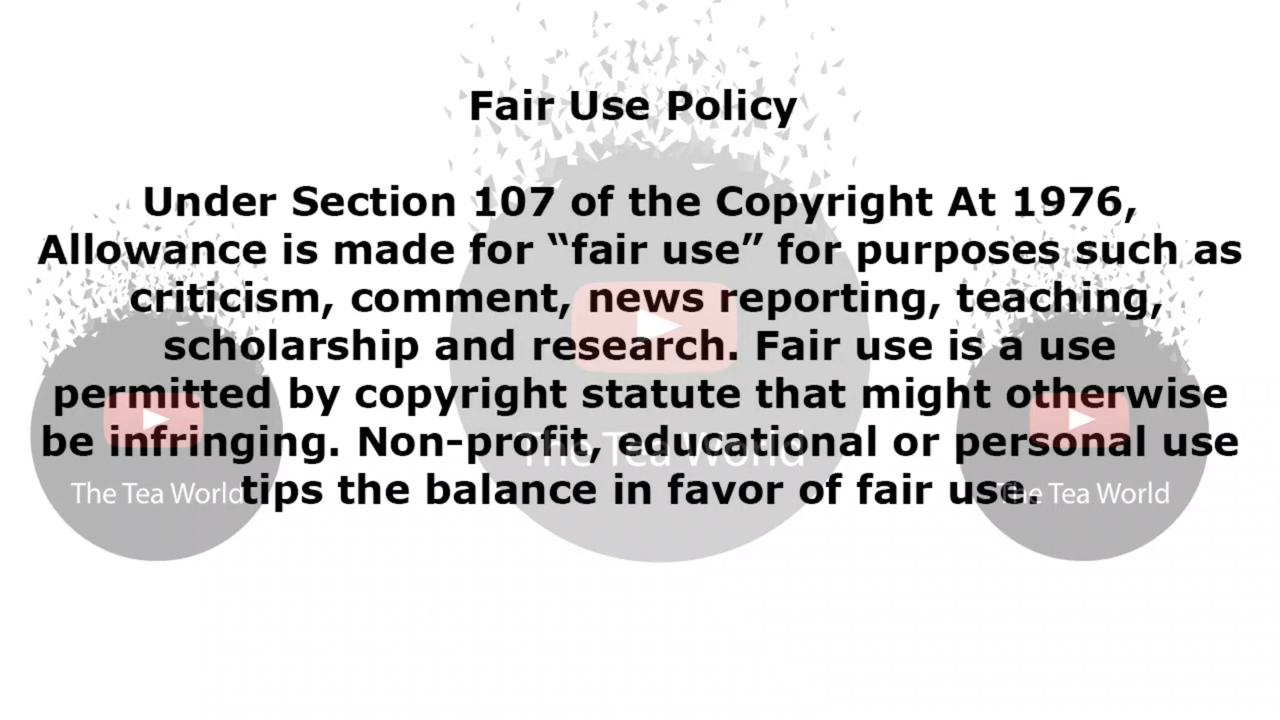 Fair Use Policy
Under Section 107 of the Copyright At 1976,
Allowance is made for “fair use” for purposes such as
criticism, comment, news reporting, teaching,
scholarship and research. Fair use is a use
permitted by copyright statute that might otherwise
be infringing. Non-profit, educational or personal use
The Tea World
tips the balance in favor of fair use.
The Tea World
The Tea World